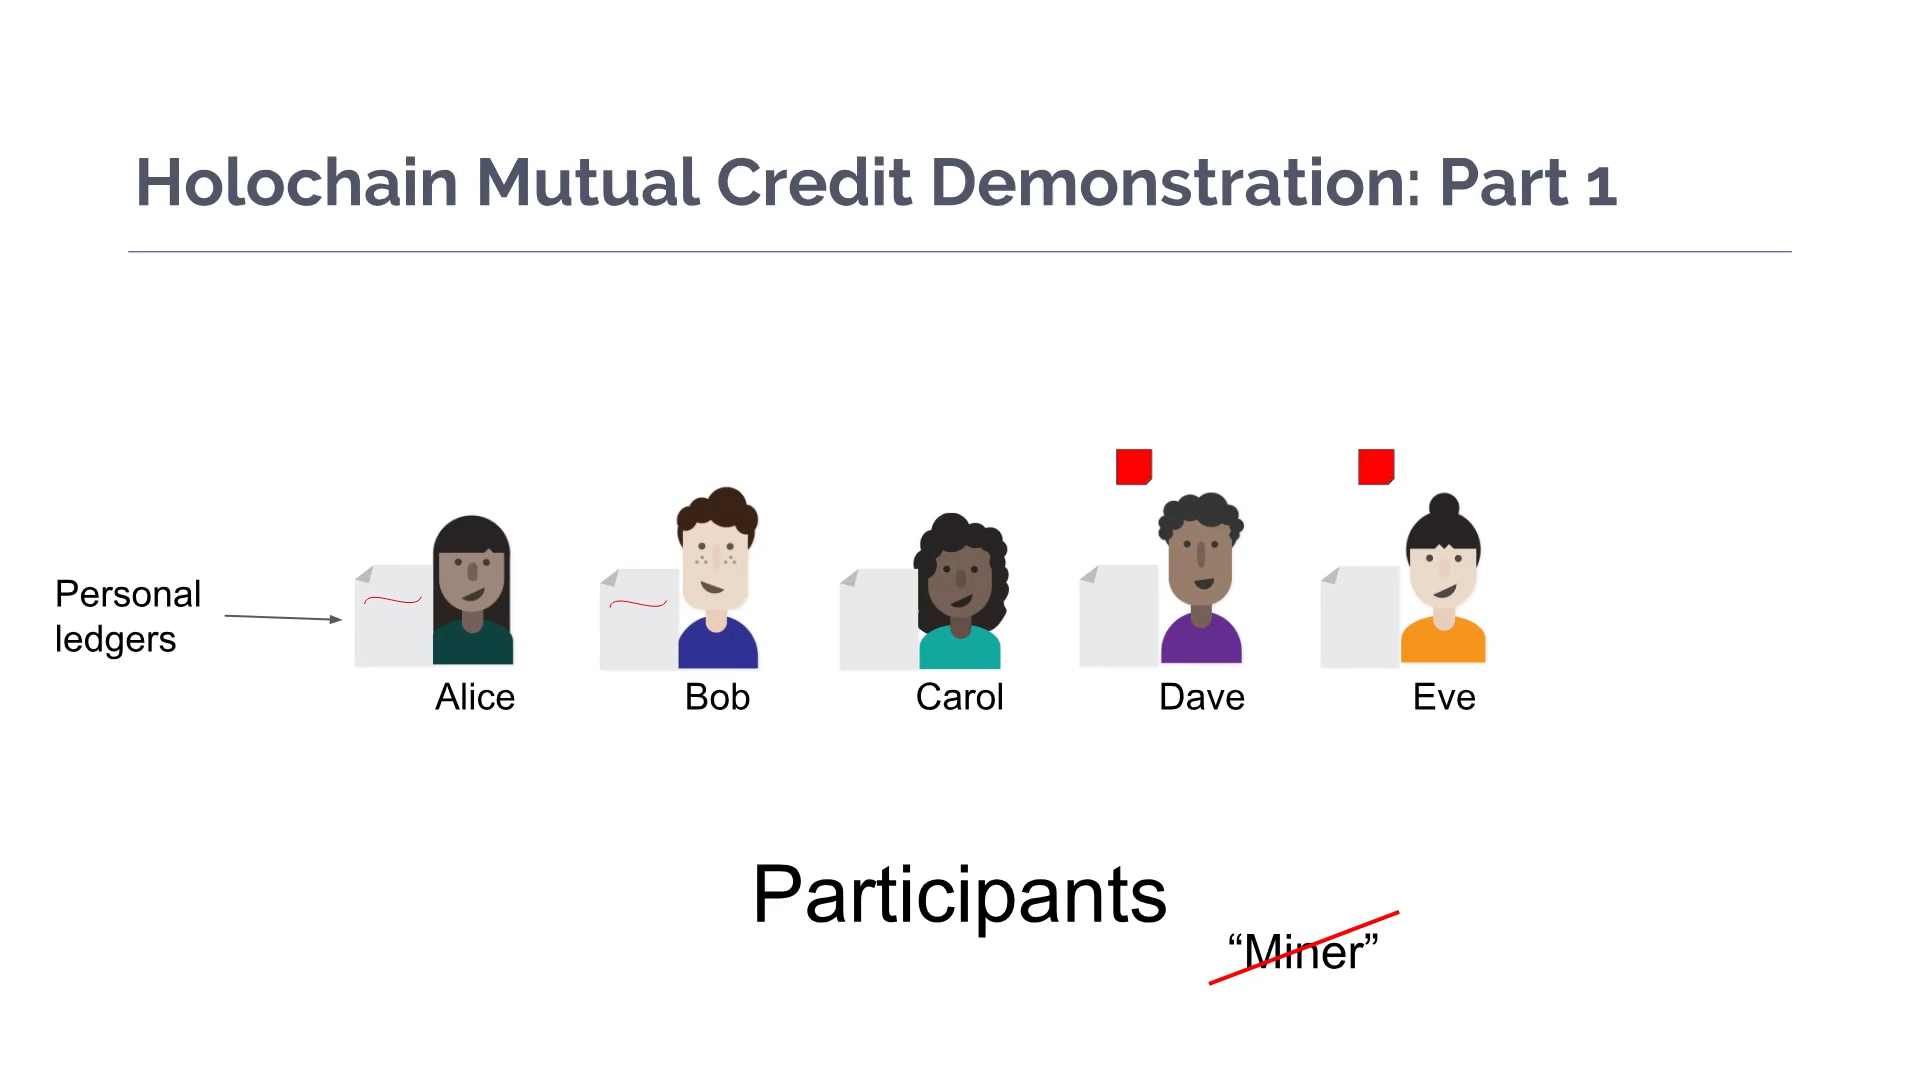 Holochain Mutual Credit Demonstration: Part 1
Personal
ledgers
Alice
Bob
Carol
Dave
Eve
Participants
“Miner”